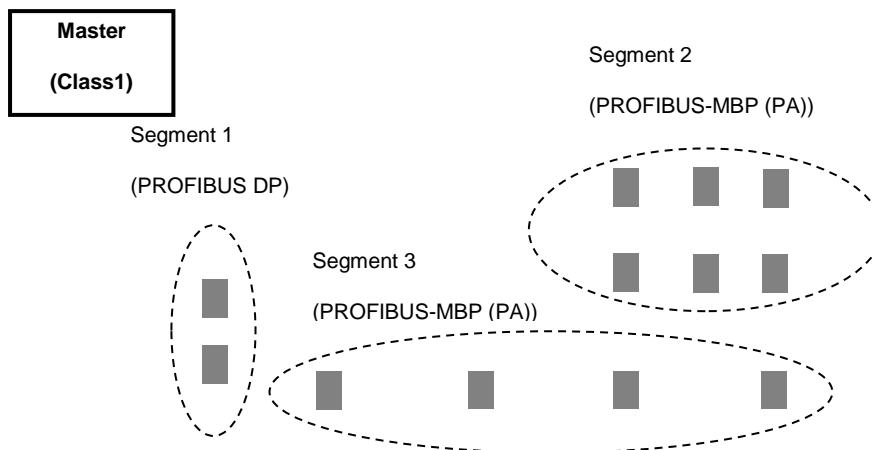 Master
(Class1)
Segment 2
(PROFIBUS-MBP (PA))
Segment 1
(PROFIBUS DP)
Segment 3
(PROFIBUS-MBP (PA))